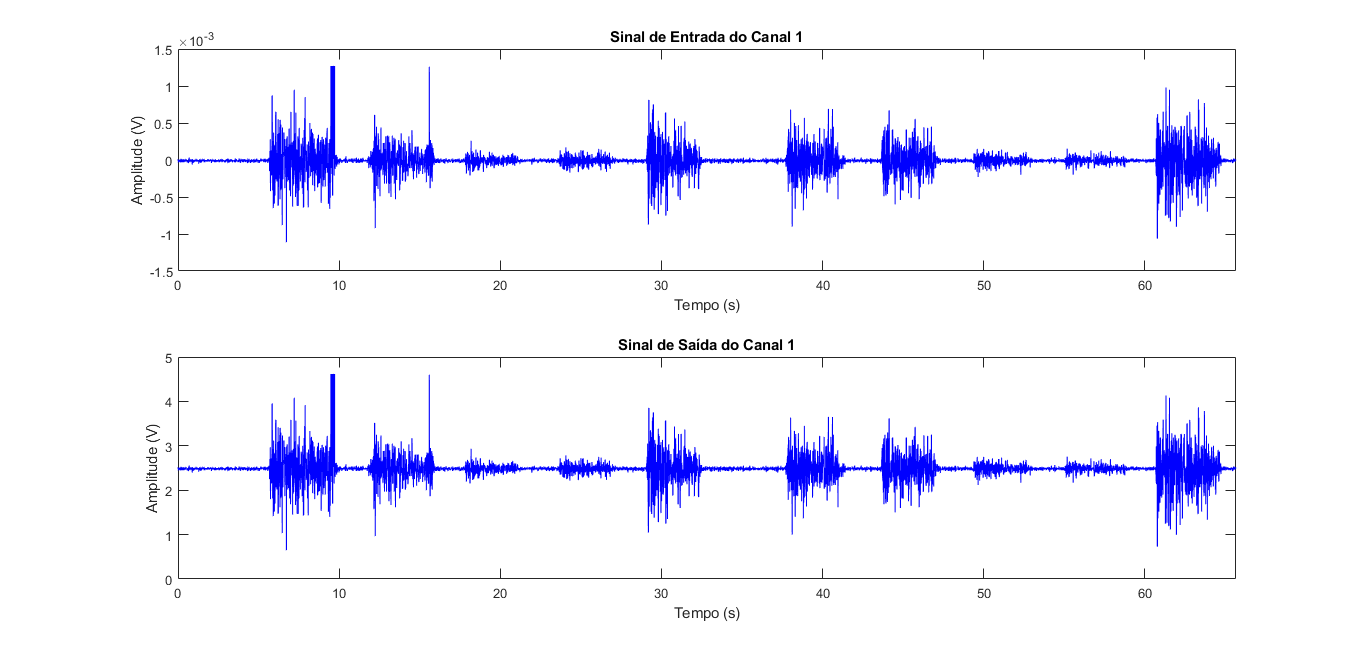 Sinal de Entrada do Canal 1
×10-3
1.5
1
0.5
0
-0.5
-1
-1.5
Amplitude (V)
0 10 20 30 40 50 60
Tempo (s)
Sinal de Saída do Canal 1
5
4
3
2
1
0
Amplitude (V)
0 10 20 30 40 50 60
Tempo (s)